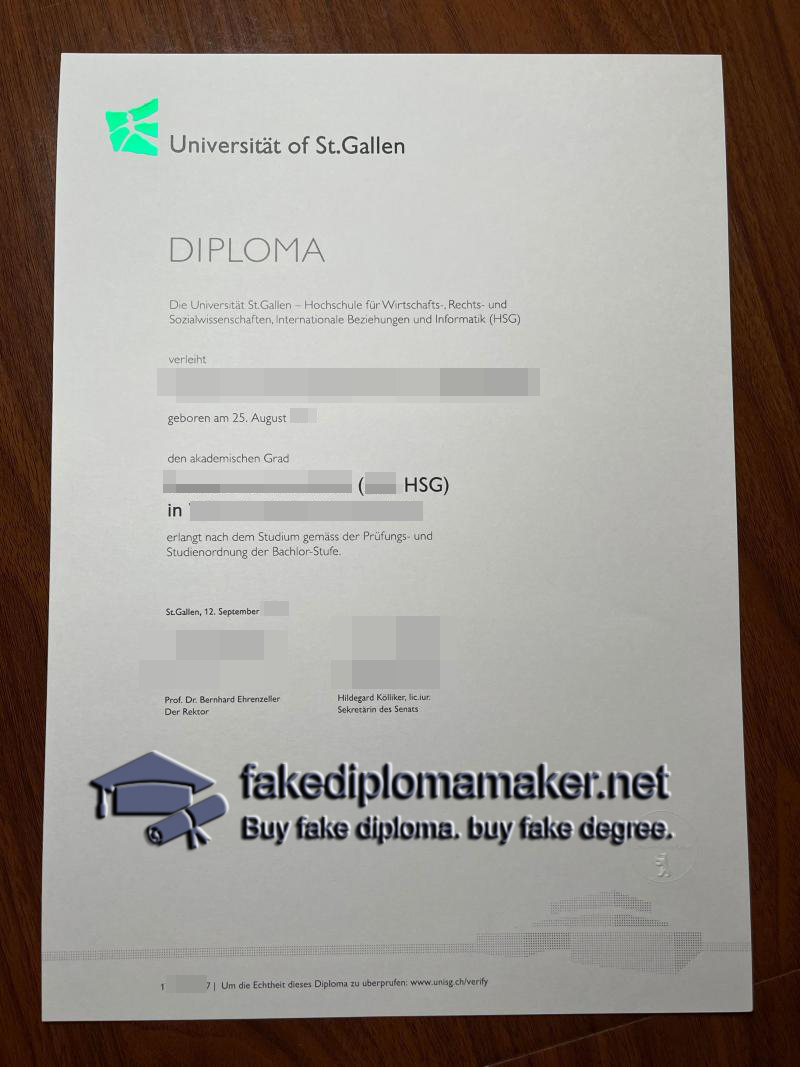 Universität of St.Gallen
DIPLOMA
Die Universität St.Gallen – Hochschule für Wirtschafts-, Rechts- und
Sozialwissenschaften, Internationale Beziehungen und Informatik (HSG)
verleiht
geboren am 25. August
den akademischen Grad
( HSG)
in
erlangt nach dem Studium gemäss der Prüfungs- und
Studienordnung der Bachlor-Stufe.
St.Gallen, 12. September
Prof. Dr. Bernhard Ehrenzeller
Der Rektor
Hildegard Kölliker, lic.iur.
Sekretärin des Senats
fakediplomamaker.net
Buy fake diploma. buy fake degree.
1 7 | Um die Echtheit dieses Diploma zu uberprufen: www.unisg.ch/verify